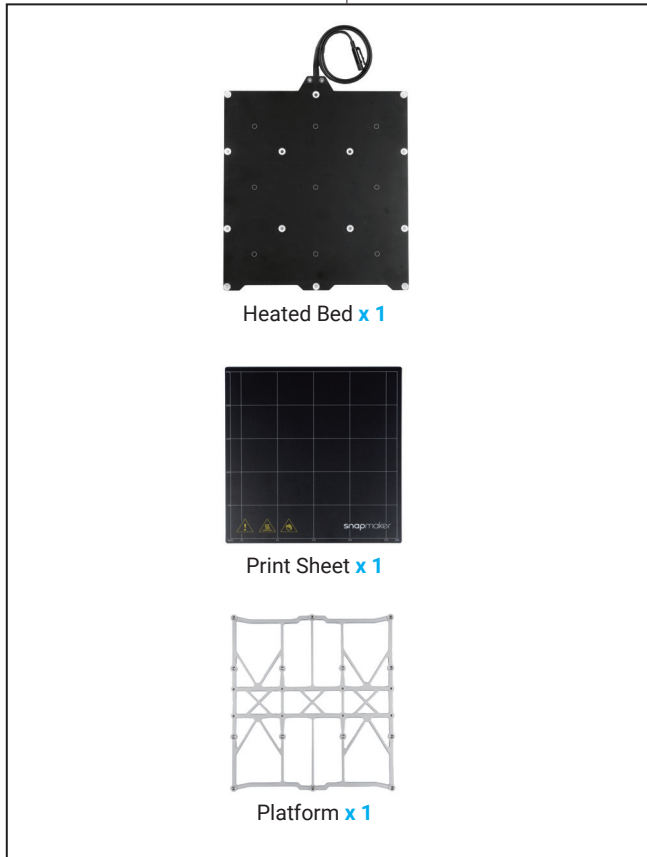 Heated Bed x 1
snapmaker
Print Sheet x 1
Platform x 1